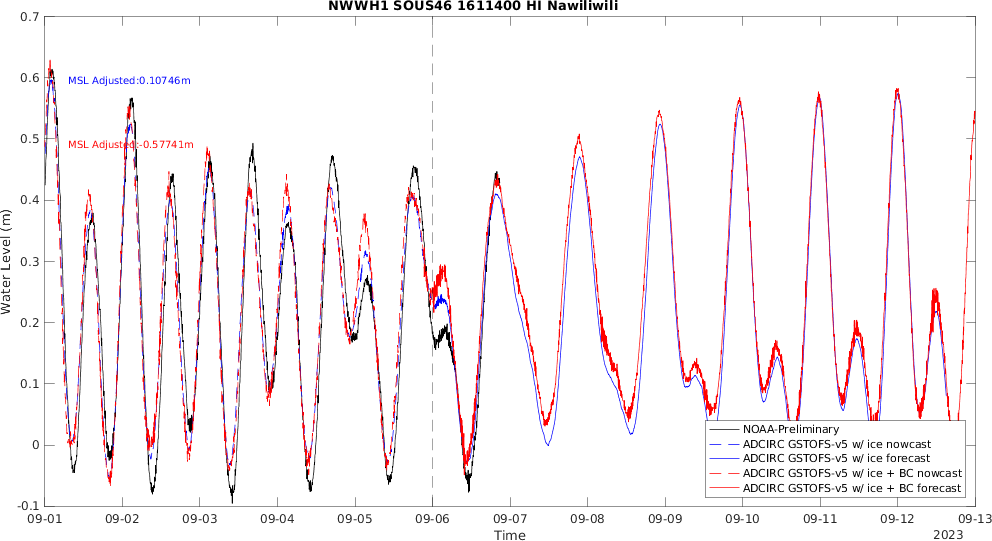 NWWH1 SOUS46 1611400 HI Nawiliwili
0.7
0.6
0.5
0.4
0.3
0.2
0.1
0
-0.1
Water Level (m)
MSL Adjusted:0.10746m
MSL Adjusted:-0.57741m
NOAA-Preliminary
ADCIRC GSTOFS-v5 w/ ice nowcast
ADCIRC GSTOFS-v5 w/ ice forecast
ADCIRC GSTOFS-v5 w/ ice + BC nowcast
ADCIRC GSTOFS-v5 w/ ice + BC forecast
09-01 09-02 09-03 09-04 09-05 09-06 09-07 09-08 09-09 09-10 09-11 09-12 09-13
Time
2023